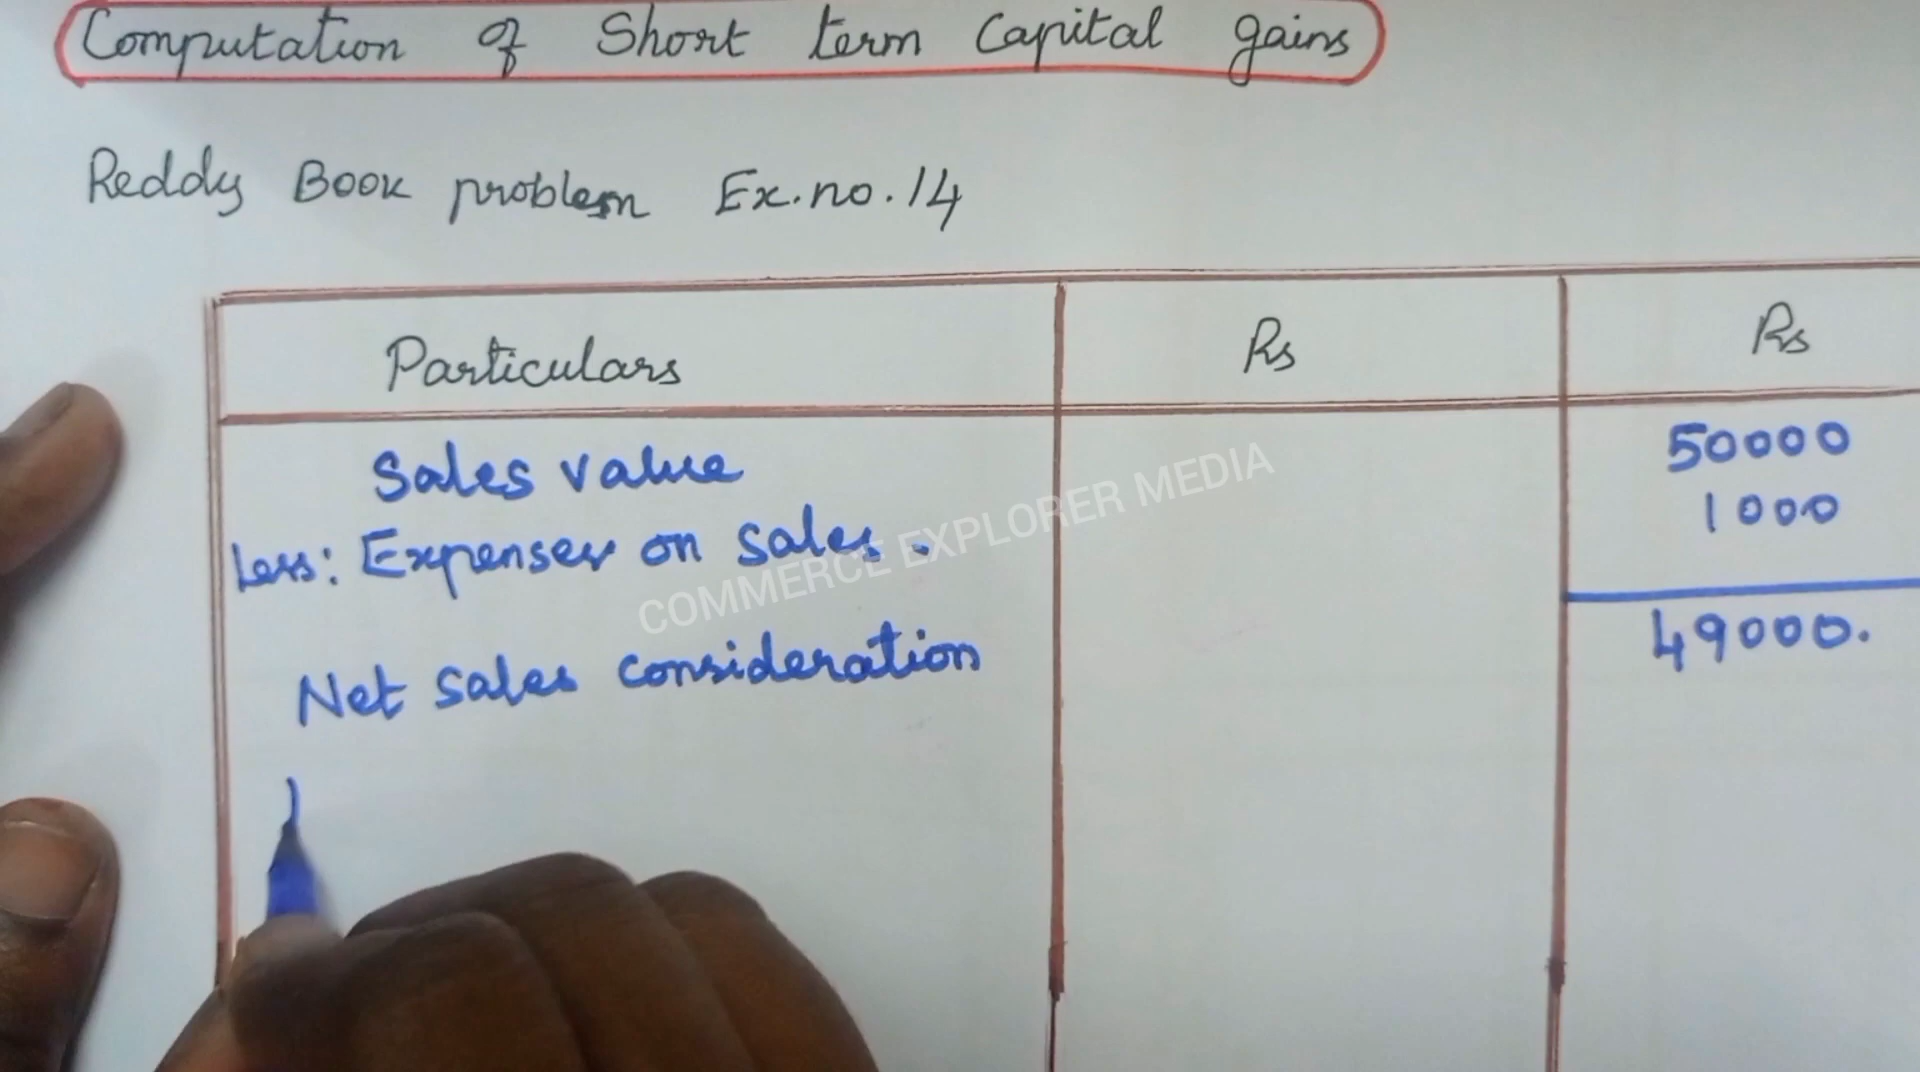 Computation of Short term Capital gains
Reddy Book problem Ex.no.14
Particulars Rs Rs
Sales value 50000
Less: Expenses on sales. 1000
Net sales consideration 49000.
COMMERCE EXPLORER MEDIA